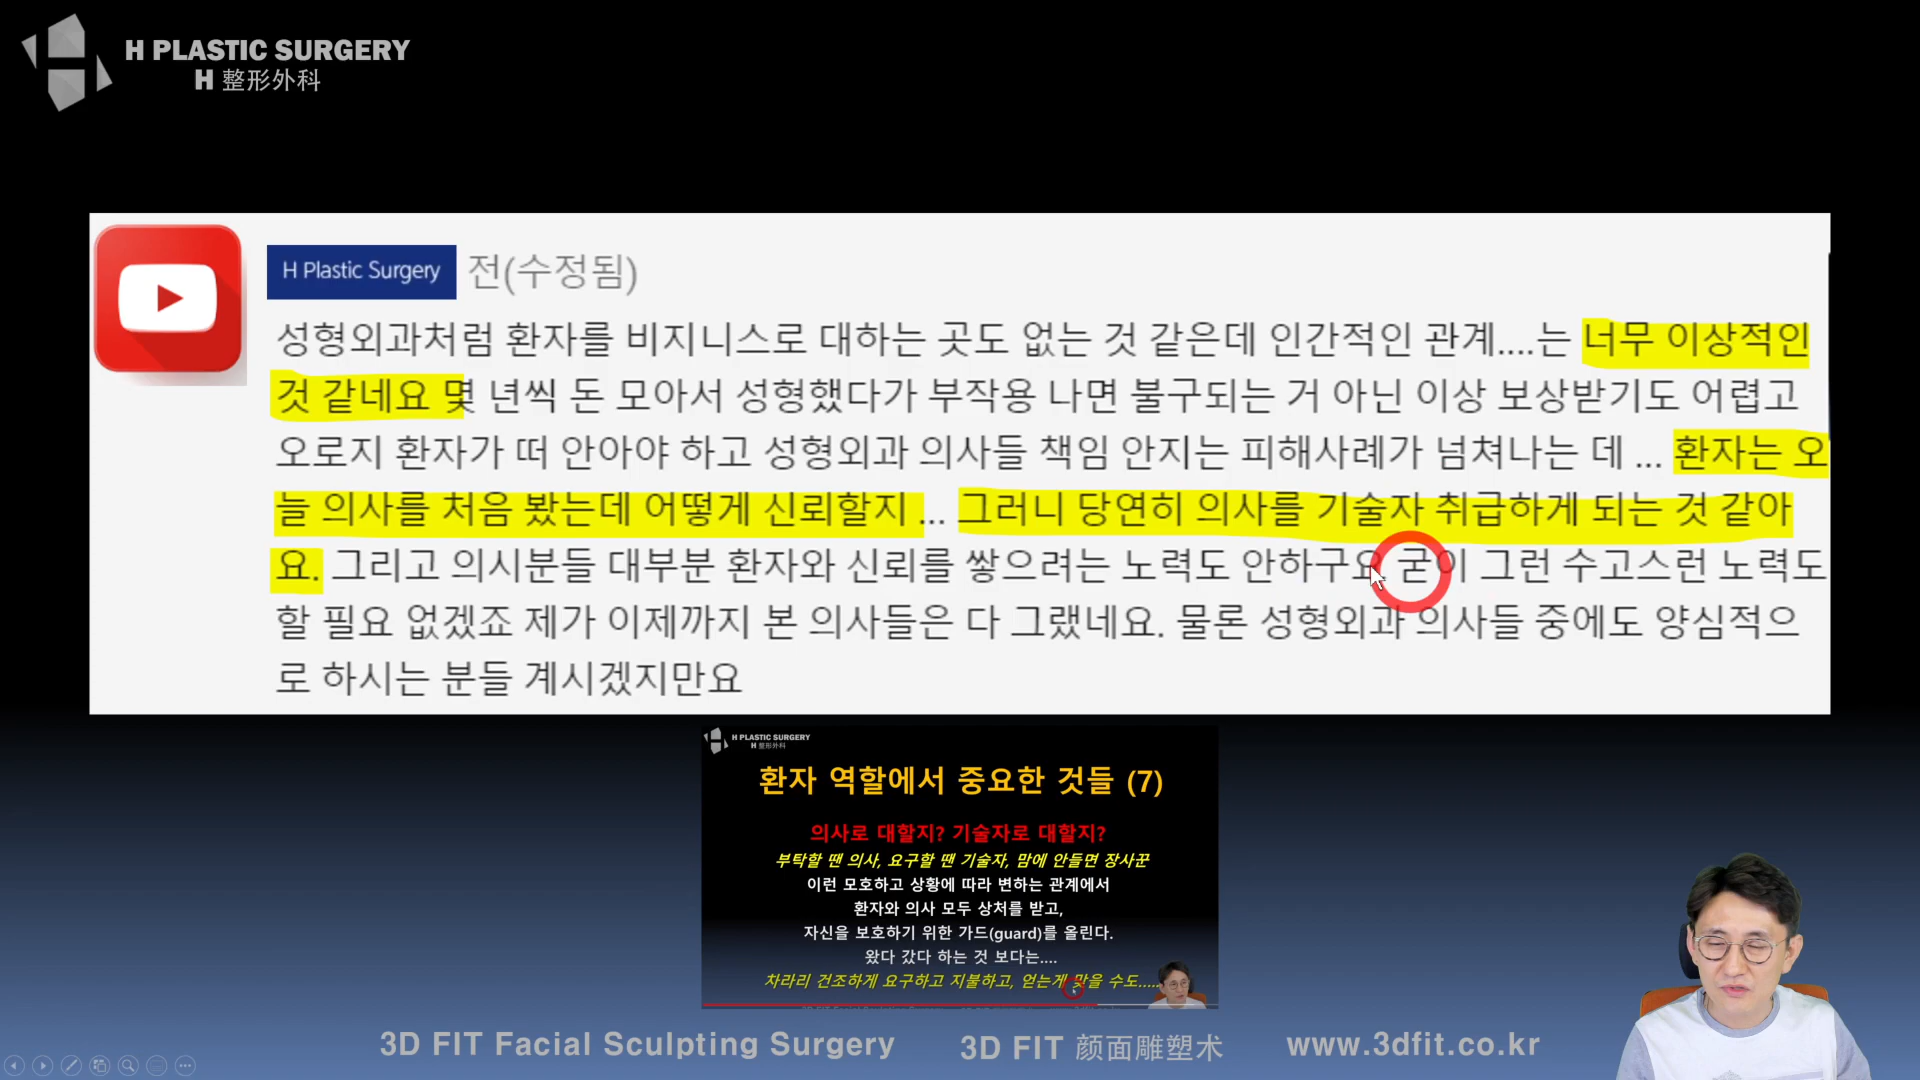 H PLASTIC SURGERY
H 整形外科
H Plastic Surgery 전(수정됨)
성형외과처럼 환자를 비지니스로 대하는 곳도 없는 것 같은데 인간적인 관계....는 너무 이상적인
것 같네요 몇 년씩 돈 모아서 성형했다가 부작용 나면 불구되는 거 아닌 이상 보상받기도 어렵고
오로지 환자가 떠 안아야 하고 성형외과 의사들 책임 안지는 피해사례가 넘쳐나는 데 ... 환자는 오
늘 의사를 처음 봤는데 어떻게 신뢰할지 ... 그러니 당연히 의사를 기술자 취급하게 되는 것 같아
요. 그리고 의시분들 대부분 환자와 신뢰를 쌓으려는 노력도 안하구요 굳이 그런 수고스런 노력도
할 필요 없겠죠 제가 이제까지 본 의사들은 다 그랬네요. 물론 성형외과 의사들 중에도 양심적으
로 하시는 분들 계시겠지만요
H PLASTIC SURGERY
H 整形外科
환자 역할에서 중요한 것들 (7)
의사로 대할지? 기술자로 대할지?
부탁할 땐 의사, 요구할 땐 기술자, 맘에 안들면 장사꾼
이런 모호하고 상황에 따라 변하는 관계에서
환자와 의사 모두 상처를 받고,
자신을 보호하기 위한 가드(guard)를 올린다.
왔다 갔다 하는 것 보다는....
차라리 건조하게 요구하고 지불하고, 얻는게 맞을 수도.....
3D FIT Facial Sculpting Surgery 3D FIT 颜面雕塑术 www.3dfit.co.kr